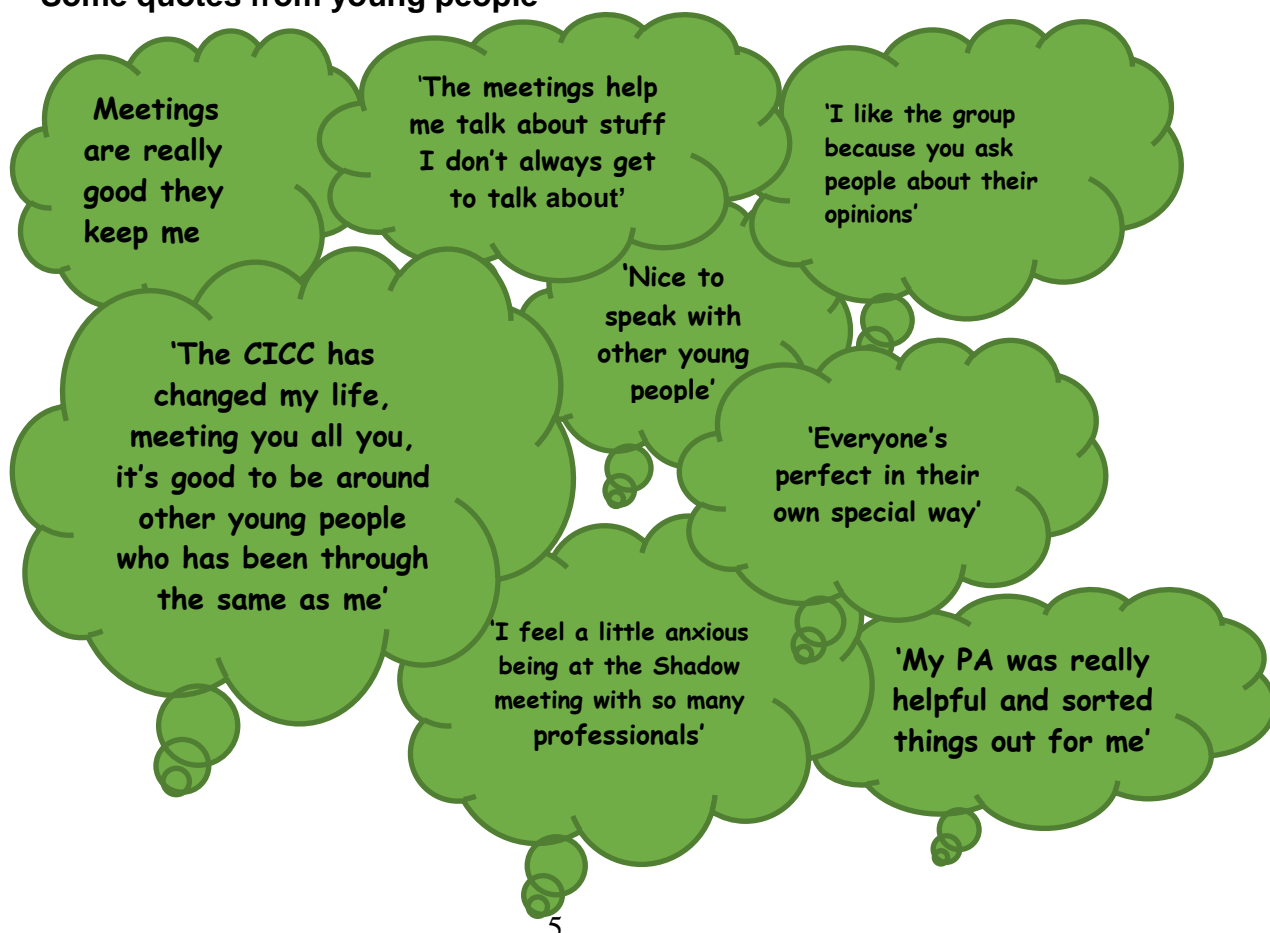 Some quotes from young people
Meetings
are really
good they
keep me
‘The meetings help
me talk about stuff
I don’t always get
to talk about’
‘I like the group
because you ask
people about their
opinions’
‘Nice to
speak with
other young
people’
‘The CICC has
changed my life,
meeting you all you,
it’s good to be around
other young people
who has been through
the same as me’
‘Everyone’s
perfect in their
own special way’
‘I feel a little anxious
being at the Shadow
meeting with so many
professionals’
‘My PA was really
helpful and sorted
things out for me’
5